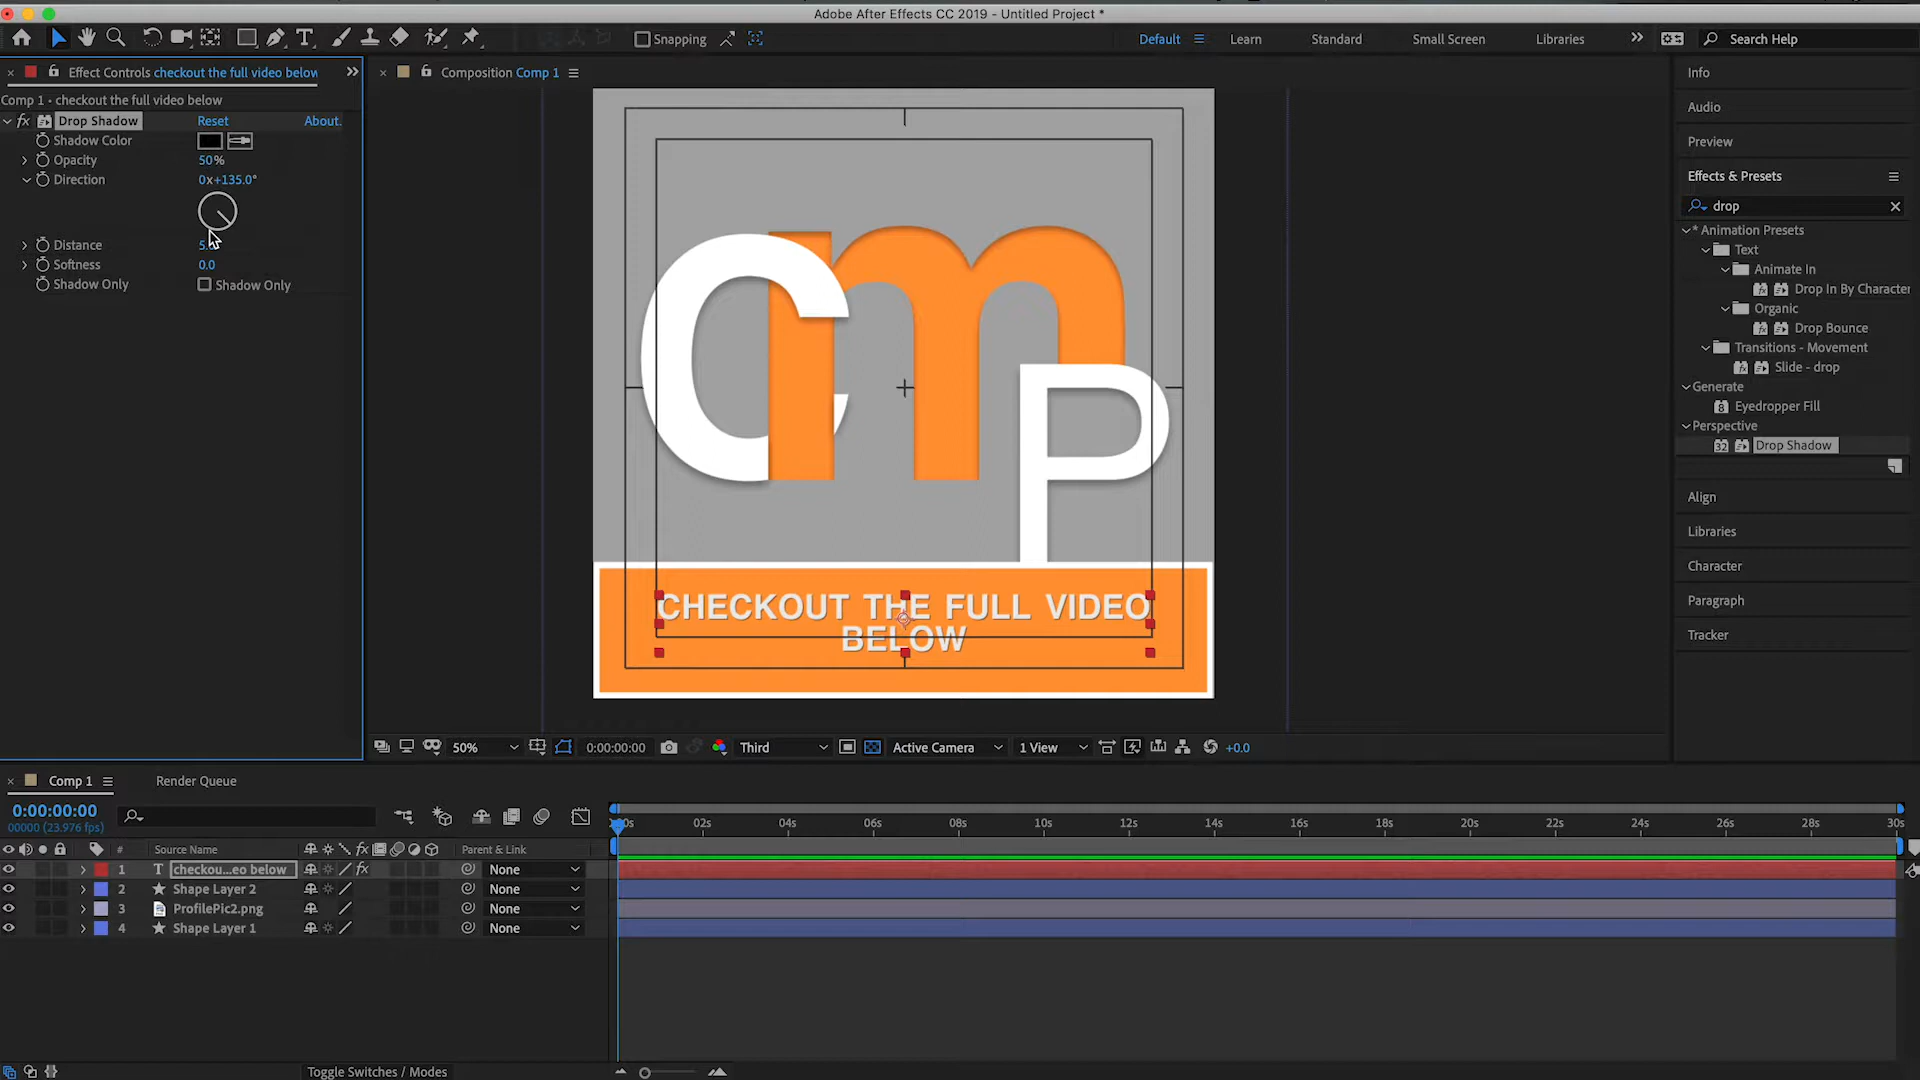 Adobe After Effects CC 2019 - Untitled Project *
Snapping
Default
Learn
Standard
Small Screen
Libraries
Search Help
Effect Controls checkout the full video below
Comp 1 • checkout the full video below
fx Drop Shadow Reset About.
Shadow Color
Opacity 50%
Direction 0x+135.0°
Distance
Softness 0.0
Shadow Only Shadow Only
Composition Comp 1
cmP
CHECKOUT THE FULL VIDEO
BELOW
50%
0:00:00:00
Third
Active Camera
1 View
+0.0
Info
Audio
Preview
Effects & Presets
drop
* Animation Presets
Text
Animate In
Drop In By Character
Organic
Drop Bounce
Transitions - Movement
Slide - drop
Generate
Eyedropper Fill
Perspective
32 Drop Shadow
Align
Libraries
Character
Paragraph
Tracker
Comp 1
Render Queue
0:00:00:00
00000 (23.976 fps)
02s 04s 06s 08s 10s 12s 14s 16s 18s 20s 22s 24s 26s 28s 30s
# Source Name fx Parent & Link
1 T checkou...eo below fx None
2 Shape Layer 2 None
3 ProfilePic2.png None
4 Shape Layer 1 None
Toggle Switches / Modes